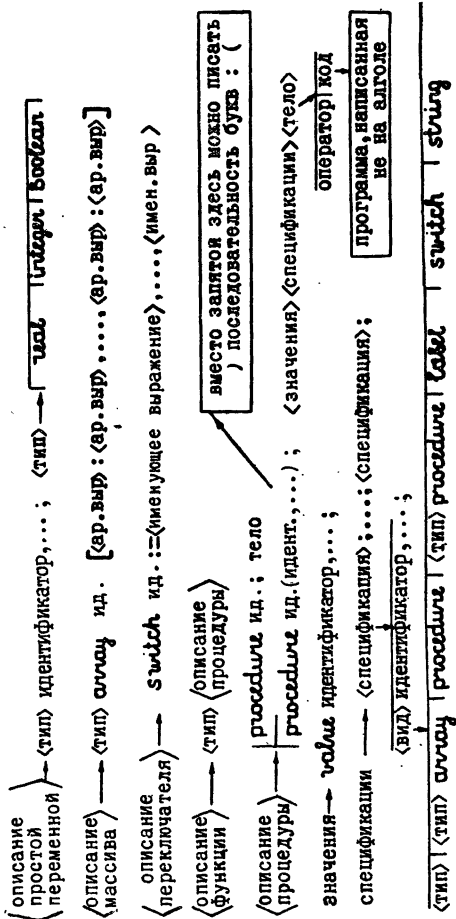 ⟨описание простой переменной⟩ → ⟨тип⟩ идентификатор,...; ⟨тип⟩ → real | integer | Boolean
⟨описание массива⟩ → ⟨тип⟩ array ид. [⟨ар.выр⟩:⟨ар.выр⟩,...,⟨ар.выр⟩:⟨ар.выр⟩]
⟨описание переключателя⟩ → switch ид.:=⟨именующее выражение⟩,...,⟨имен.выр⟩
⟨описание функции⟩ → ⟨тип⟩ ⟨описание процедуры⟩
вместо запятой здесь можно писать
) последовательность букв : (
⟨описание процедуры⟩ → | procedure ид.; тело
| procedure ид.(идент.,...); ⟨значения⟩⟨спецификации⟩⟨тело⟩
значения → value идентификатор,...;
оператор | код
программа, написанная
не на алголе
спецификации → ⟨спецификация⟩;...;⟨спецификация⟩;
⟨вид⟩ идентификатор,...;
⟨тип⟩ | ⟨тип⟩ array | procedure | ⟨тип⟩ procedure | label | switch | string